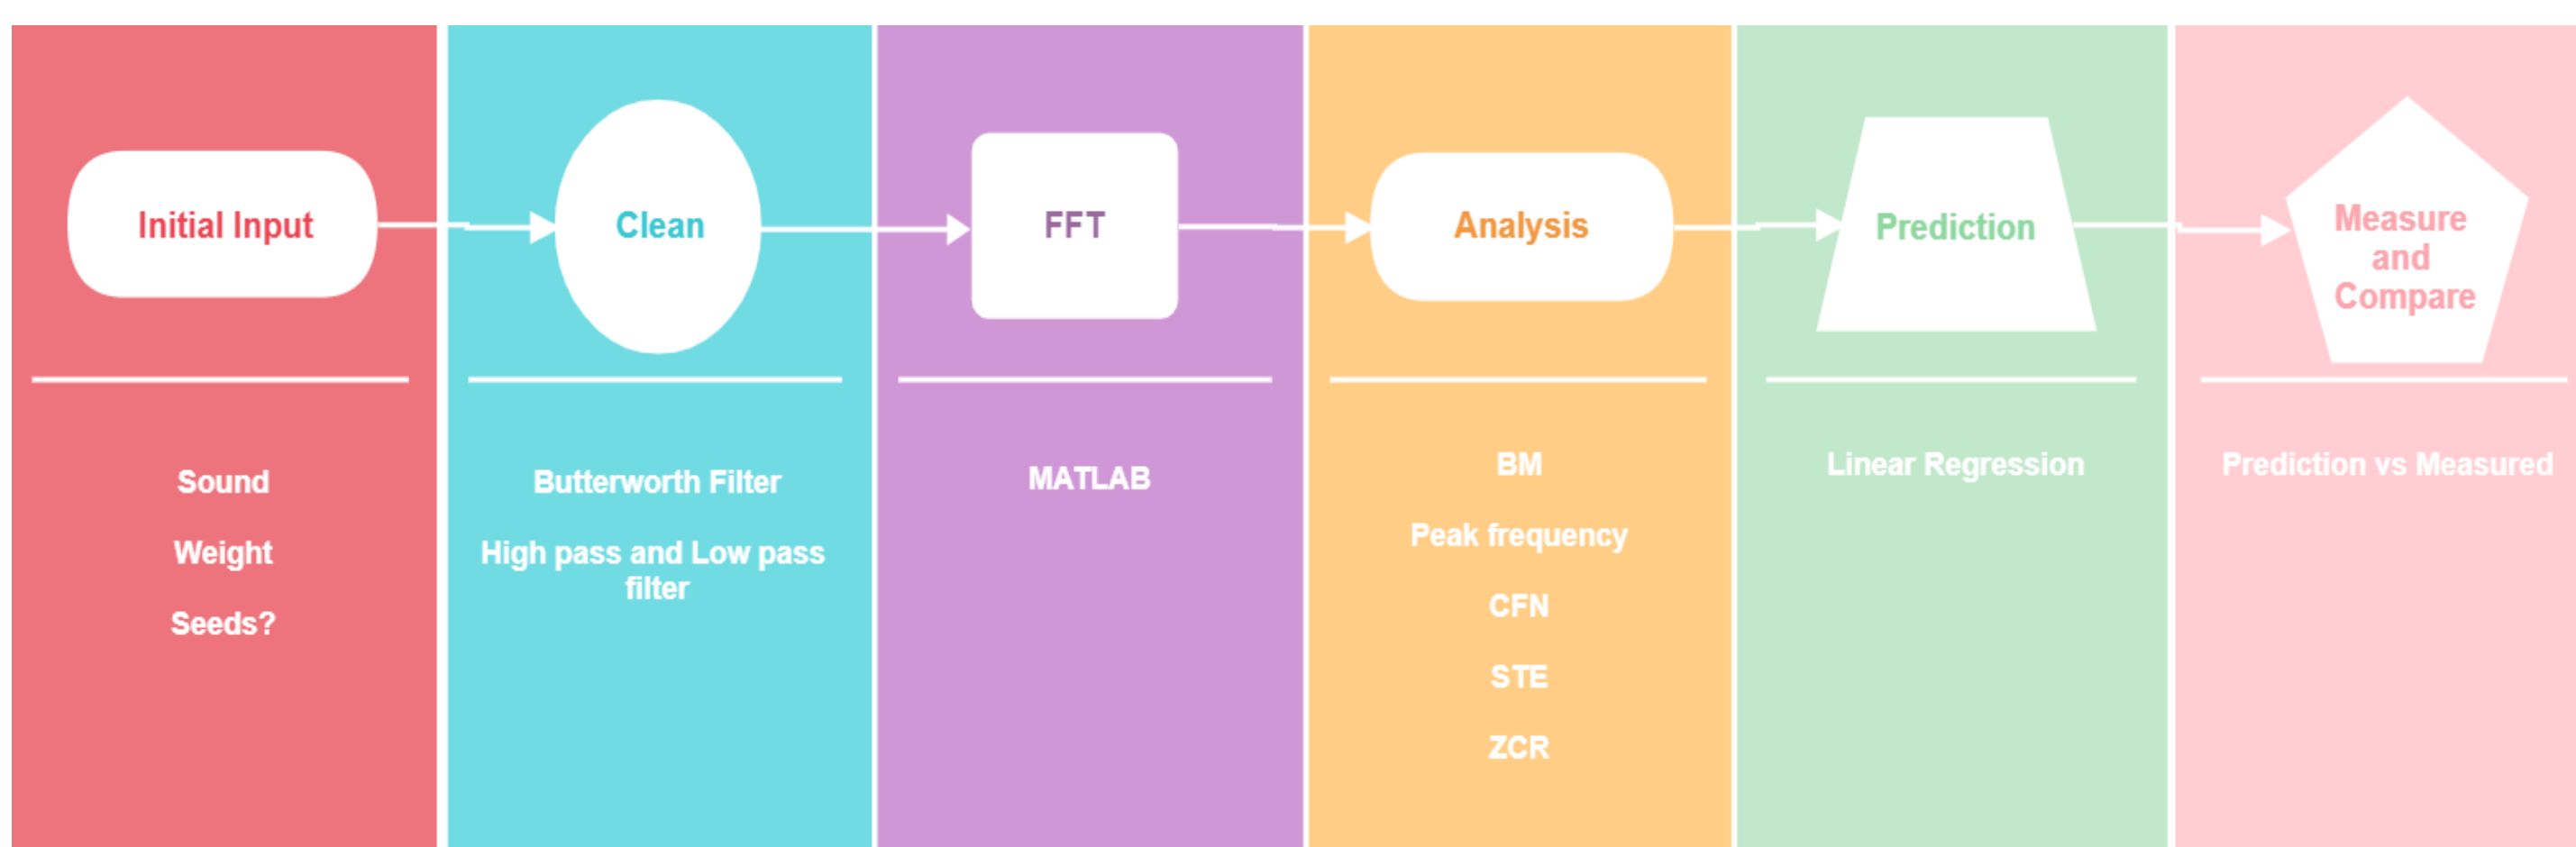 Initial Input
Clean
FFT
Analysis
Prediction
Measure
and
Compare
Sound
Weight
Seeds?
Butterworth Filter
High pass and Low pass
filter
MATLAB
BM
Peak frequency
CFN
STE
ZCR
Linear Regression
Prediction vs Measured